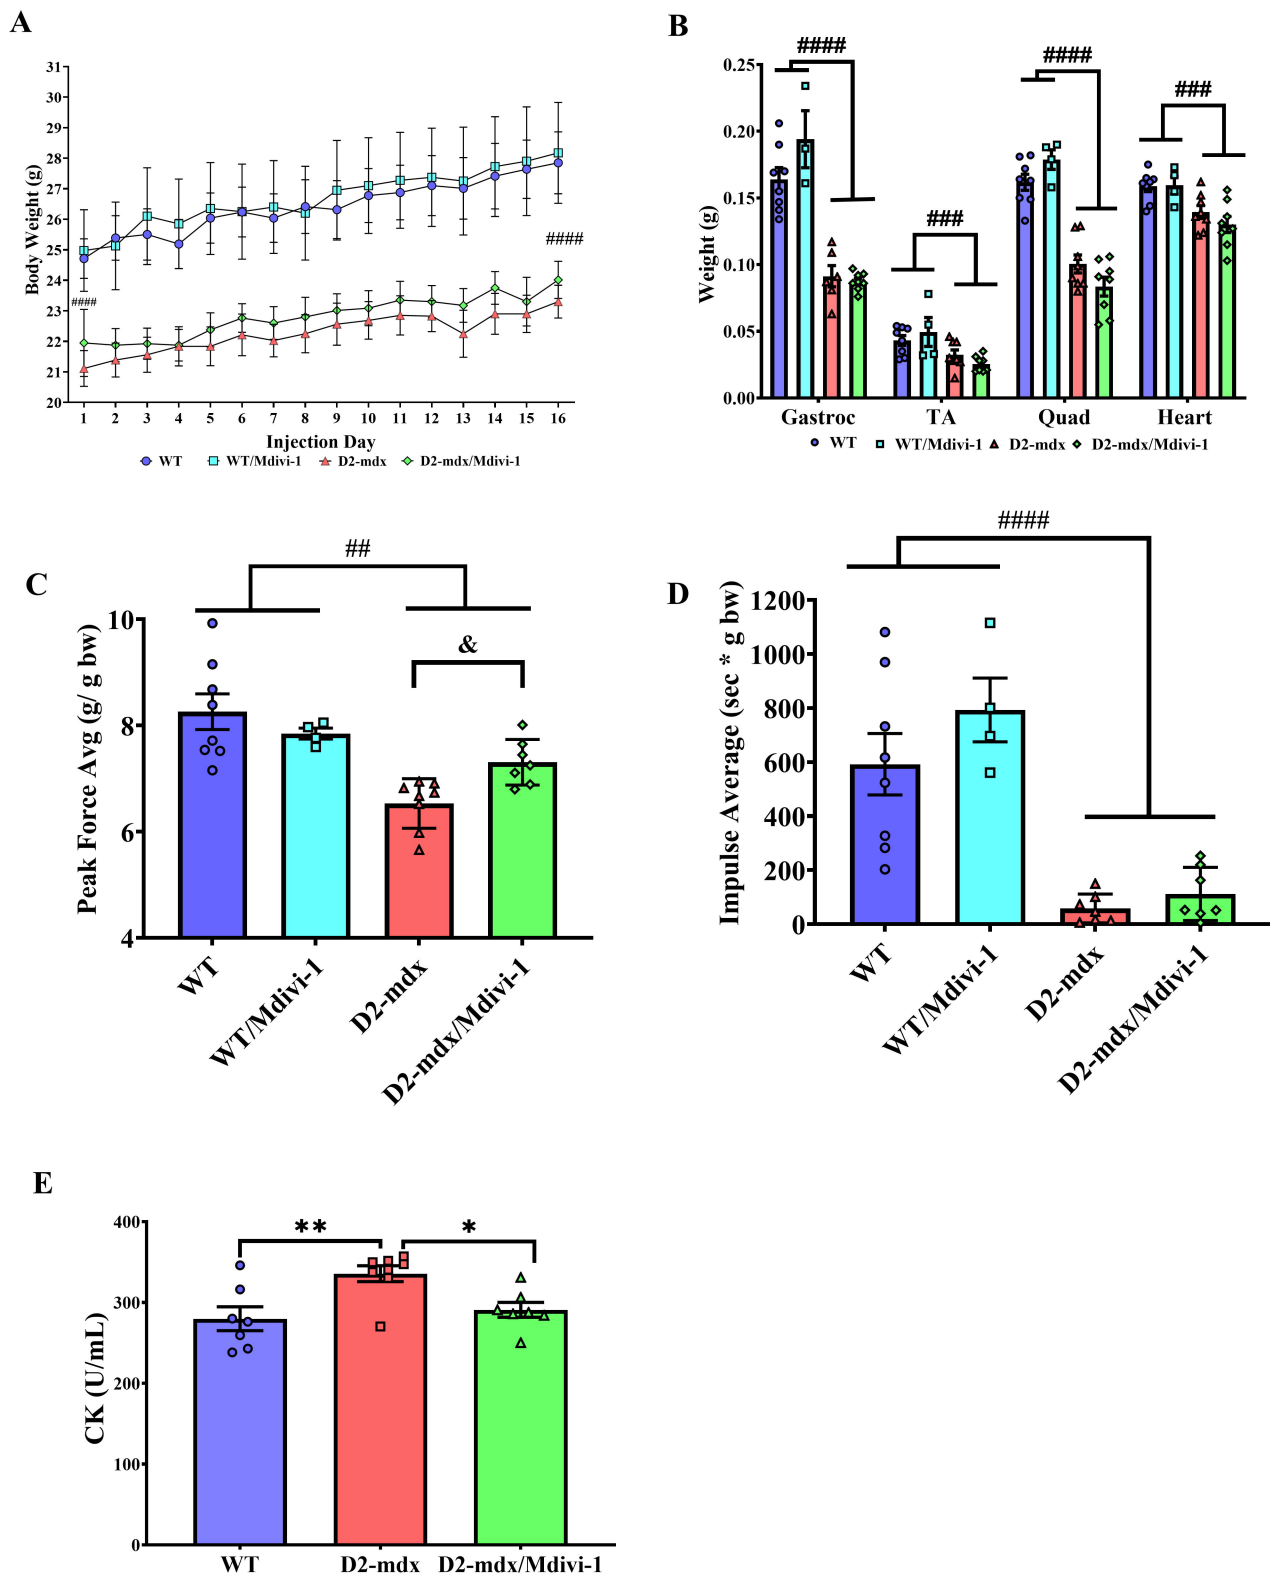 A
31
30
29
28
27
26
25
24
23
22
21
20
Body Weight (g)
####
####
1 2 3 4 5 6 7 8 9 10 11 12 13 14 15 16
Injection Day
WT WT/Mdivi-1 D2-mdx D2-mdx/Mdivi-1
B
0.25
0.20
0.15
0.10
0.05
0.00
Weight (g)
####
###
####
###
Gastroc TA Quad Heart
WT WT/Mdivi-1 D2-mdx D2-mdx/Mdivi-1
C
10
8
6
4
Peak Force Avg (g/ g bw)
##
&
WT
WT/Mdivi-1
D2-mdx
D2-mdx/Mdivi-1
D
1200
1000
800
600
400
200
0
Impulse Average (sec * g bw)
####
WT
WT/Mdivi-1
D2-mdx
D2-mdx/Mdivi-1
E
400
300
200
100
0
CK (U/mL)
**
*
WT D2-mdx D2-mdx/Mdivi-1